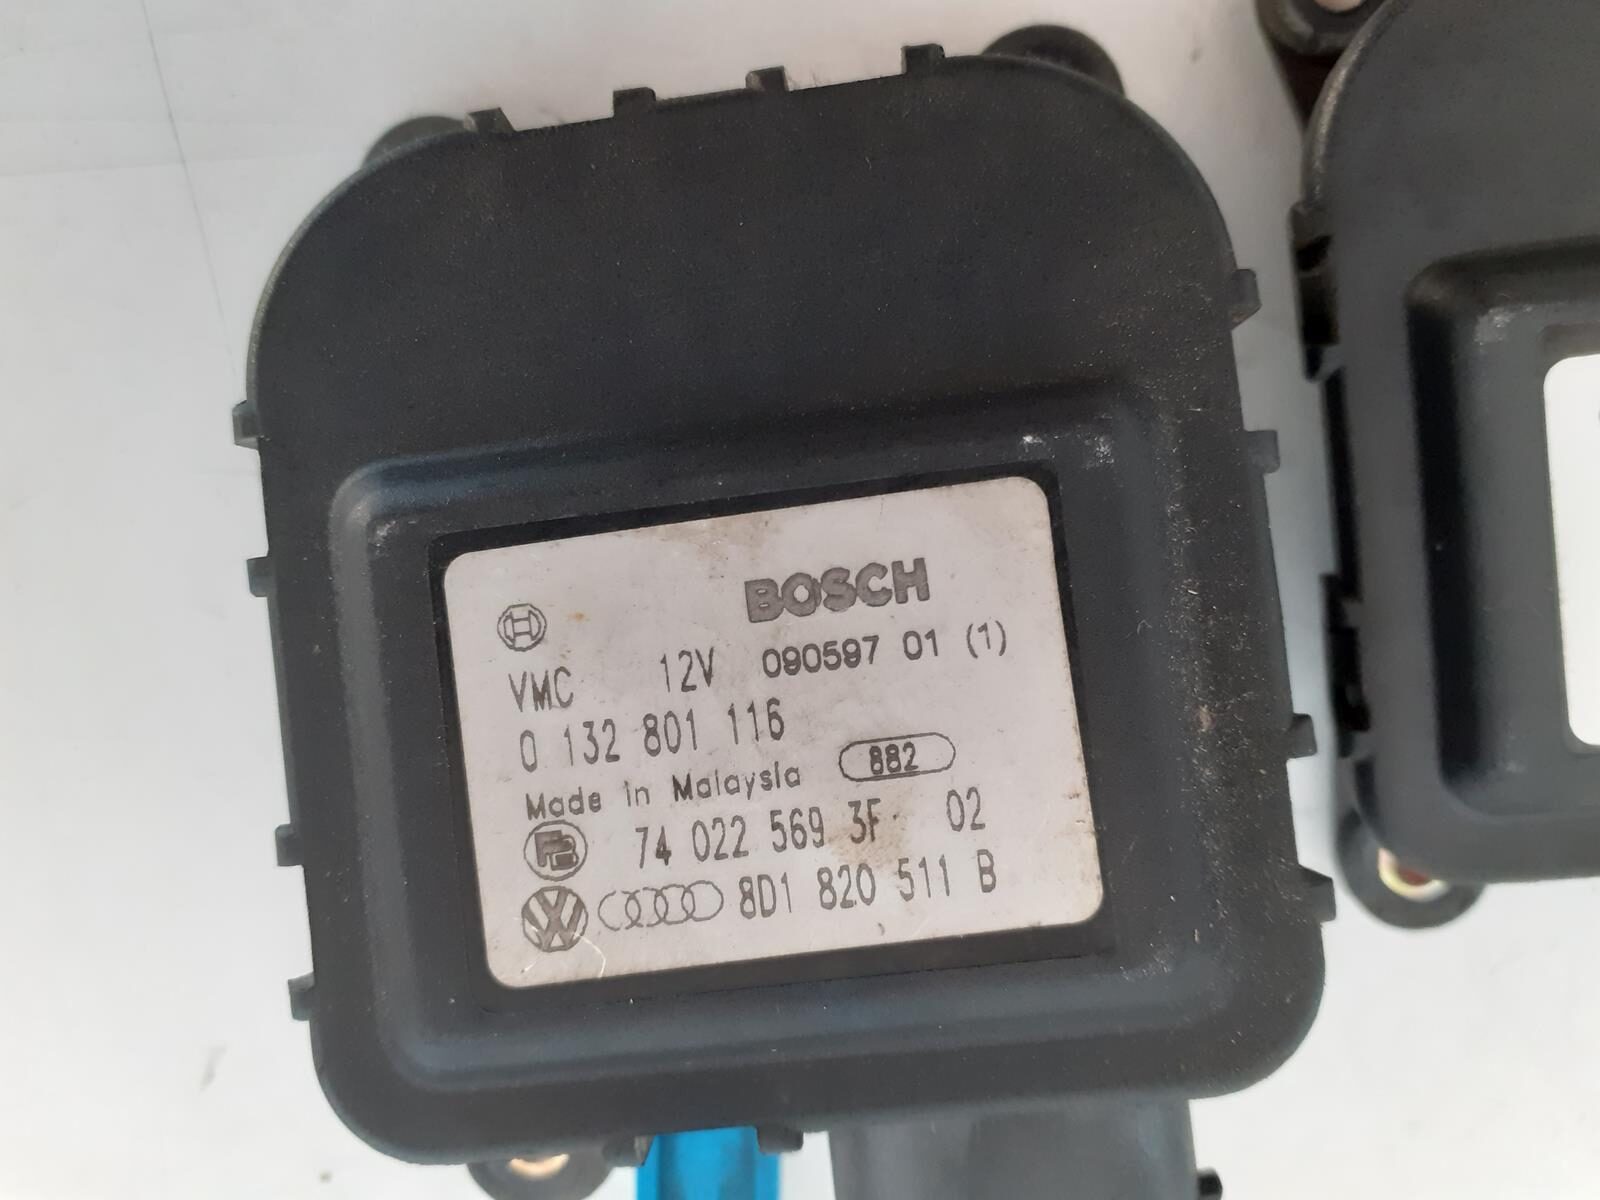 BOSCH
VMC 12V 090597 01 (1)
0 132 801 116
Made in Malaysia 882
74 022 569 3F 02
VW 8D1 820 511 B